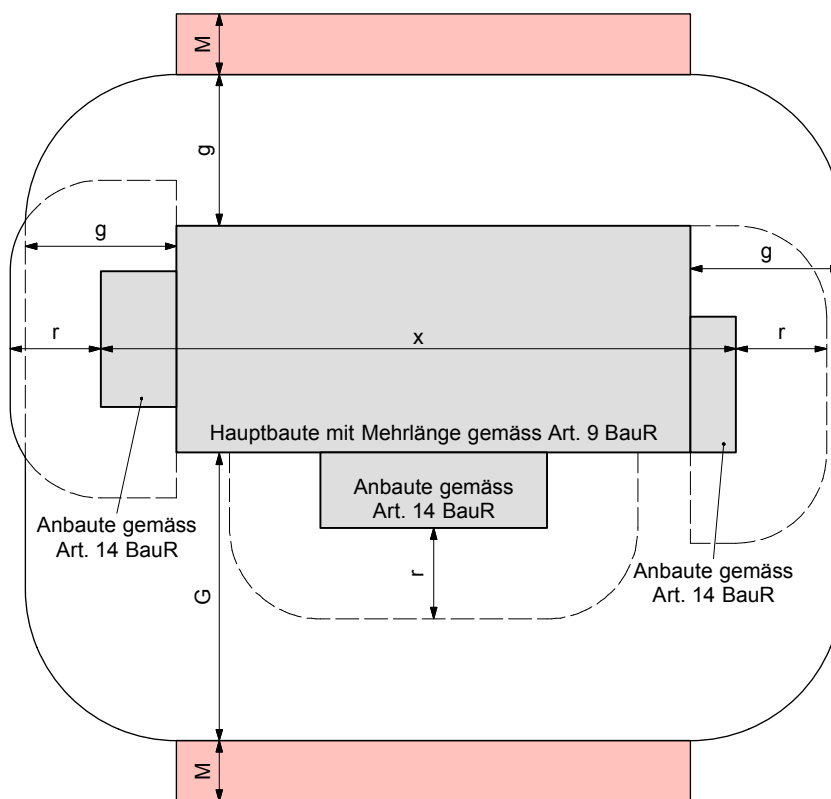 M
g
g
g
r
x
r
Hauptbaute mit Mehrlänge gemäss Art. 9 BauR
Anbaute gemäss
Art. 14 BauR
Anbaute gemäss
Art. 14 BauR
Anbaute gemäss
Art. 14 BauR
r
G
M